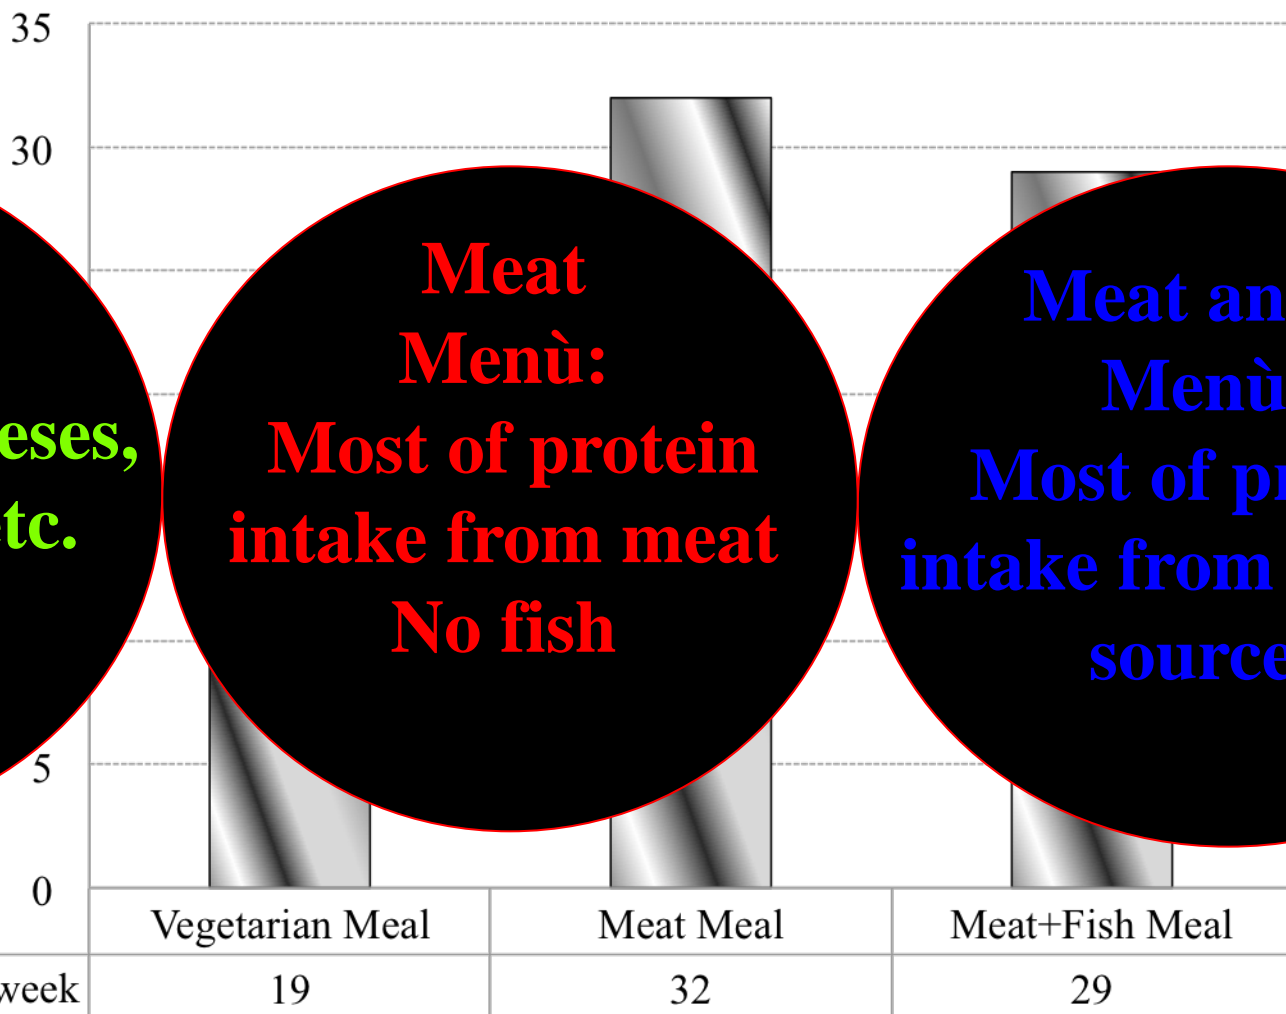 35
30
5
0
eses,
etc.
Meat
Menù:
Most of protein
intake from meat
No fish
Meat an
Menù
Most of pr
intake from
source
Vegetarian Meal
Meat Meal
Meat+Fish Meal
week
19
32
29